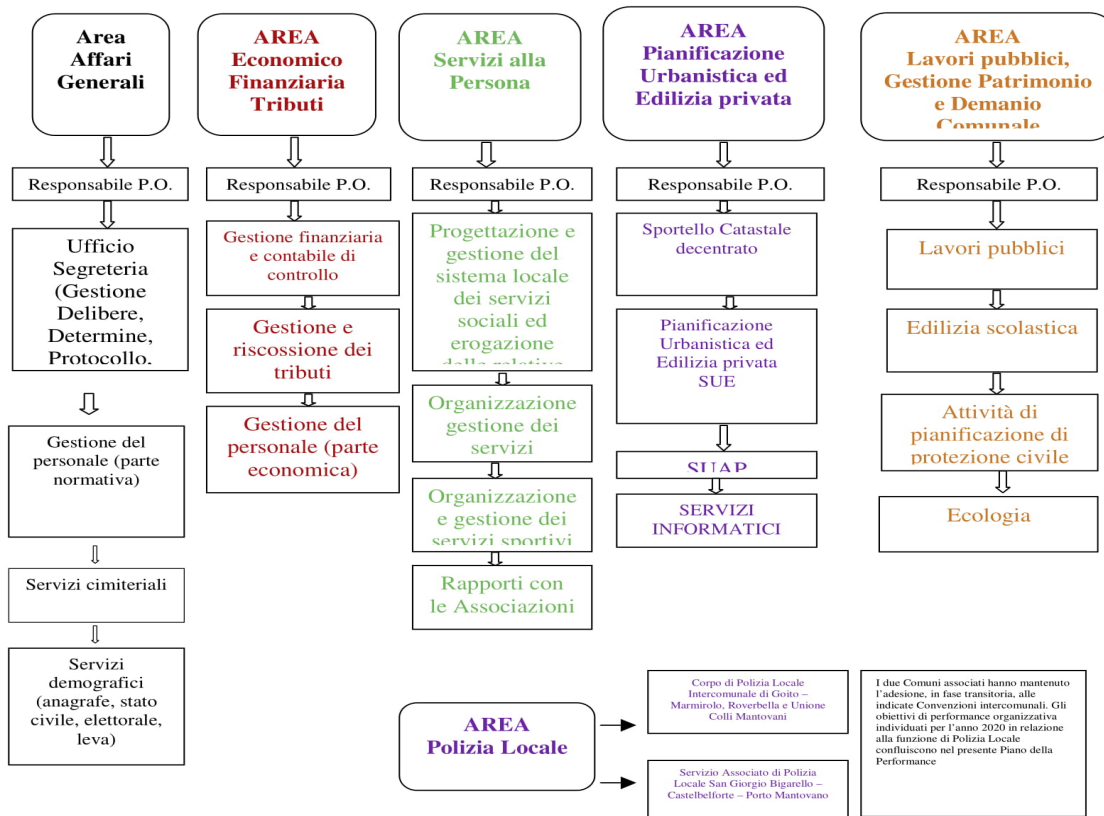 Area
Affari
Generali
Responsabile P.O.
Ufficio
Segreteria
(Gestione
Delibere,
Determine,
Protocollo,
Gestione del
personale (parte
normativa)
Servizi cimiteriali
Servizi
demografici
(anagrafe, stato
civile, elettorale,
leva)
AREA
Economico
Finanziaria
Tributi
Responsabile P.O.
Gestione finanziaria
e contabile di
controllo
Gestione e
riscossione dei
tributi
Gestione del
personale (parte
economica)
AREA
Servizi alla
Persona
Responsabile P.O.
Progettazione e
gestione del
sistema locale
dei servizi
sociali ed
erogazione
delle relative
Organizzazione
gestione dei
servizi
Organizzazione
e gestione dei
servizi sportivi
Rapporti con
le Associazioni
AREA
Pianificazione
Urbanistica ed
Edilizia privata
Responsabile P.O.
Sportello Catastale
decentrato
Pianificazione
Urbanistica ed
Edilizia privata
SUE
SUAP
SERVIZI
INFORMATICI
AREA
Lavori pubblici,
Gestione Patrimonio
e Demanio
Comunale
Responsabile P.O.
Lavori pubblici
Edilizia scolastica
Attività di
pianificazione di
protezione civile
Ecologia
AREA
Polizia Locale
Corpo di Polizia Locale
Intercomunale di Goito –
Marmirolo, Roverbella e Unione
Colli Mantovani
Servizio Associato di Polizia
Locale San Giorgio Bigarello –
Castelbelforte – Porto Mantovano
I due Comuni associati hanno mantenuto
l'adesione, in fase transitoria, alle
indicate Convenzioni intercomunali. Gli
obiettivi di performance organizzativa
individuati per l'anno 2020 in relazione
alla funzione di Polizia Locale
confluiscono nel presente Piano della
Performance